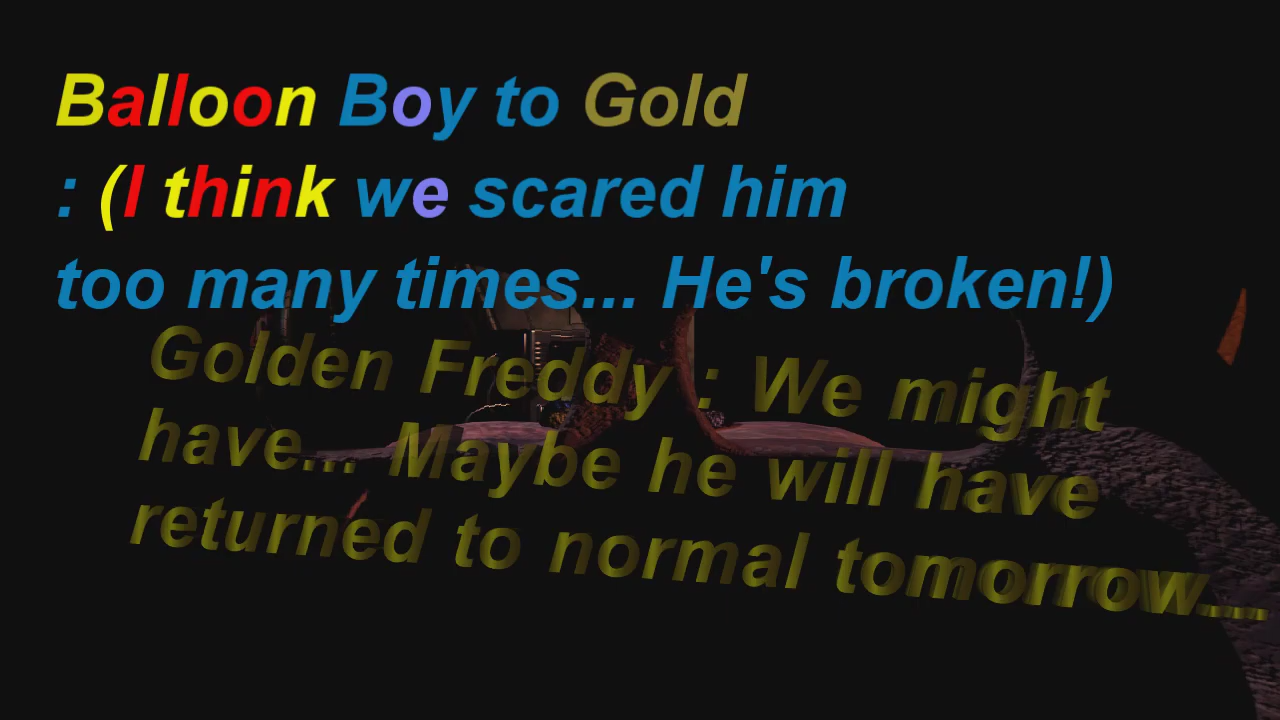 Balloon Boy to Gold
: (I think we scared him
too many times... He's broken!)
Golden Freddy : We might
have... Maybe he will have
returned to normal tomorrow...